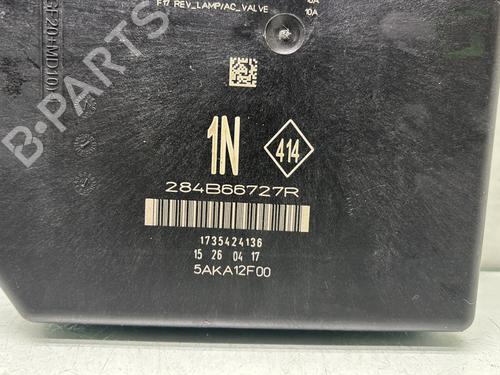 F17 REV_LAMP/AC_VALVE
10A
B-PARTS
1N
414
284B66727R
1735424136
15 26 04 17
5AKA12F00